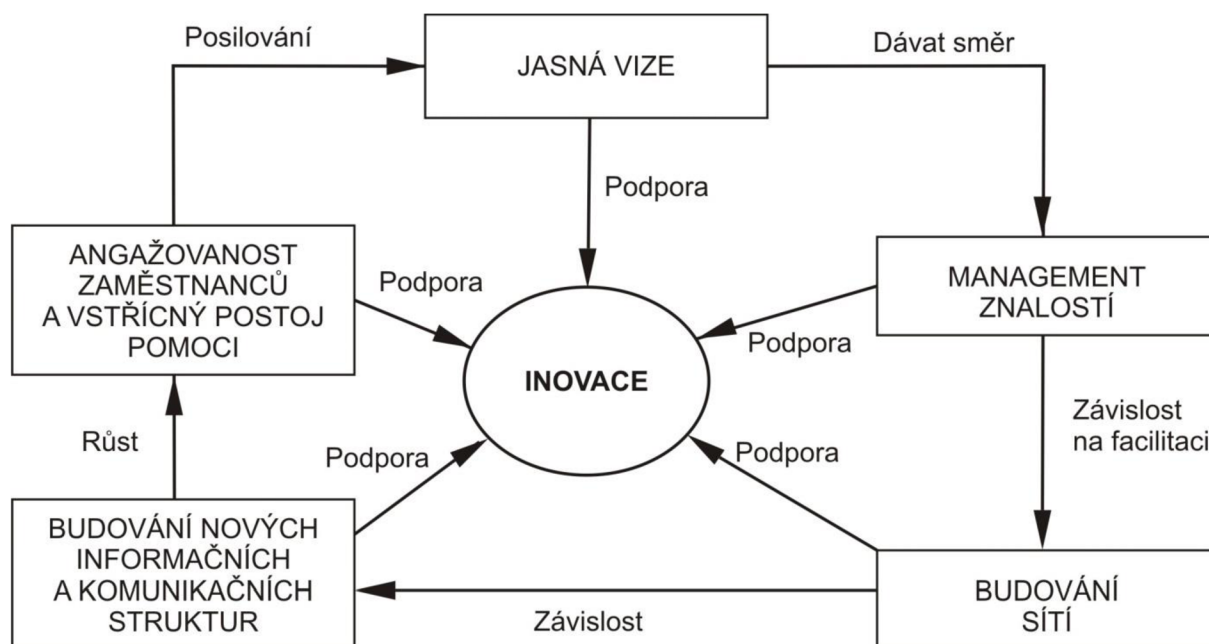 Posilování
JASNÁ VIZE
Dávat směr
Podpora
ANGAŽOVANOST
ZAMĚSTNANCŮ
A VSTŘÍCNÝ POSTOJ
POMOCI
Podpora
MANAGEMENT
ZNALOSTÍ
Podpora
INOVACE
Růst
Podpora
Podpora
Závislost
na facilitaci
BUDOVÁNÍ NOVÝCH
INFORMAČNÍCH
A KOMUNIKAČNÍCH
STRUKTUR
Závislost
BUDOVÁNÍ
SÍTÍ